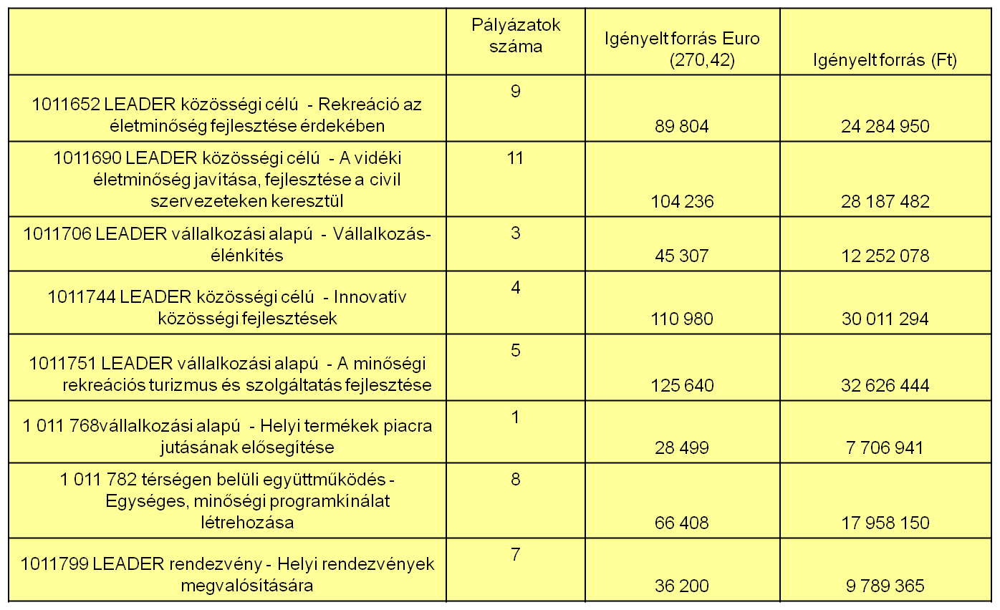 Pályázatok
száma
Igényelt forrás Euro
(270,42)
Igényelt forrás (Ft)
1011652 LEADER közösségi célú - Rekreáció az
életminőség fejlesztése érdekében
9
89 804
24 284 950
1011690 LEADER közösségi célú - A vidéki
életminőség javítása, fejlesztése a civil
szervezeteken keresztül
11
104 236
28 187 482
1011706 LEADER vállalkozási alapú - Vállalkozás-
élénkítés
3
45 307
12 252 078
1011744 LEADER közösségi célú - Innovatív
közösségi fejlesztések
4
110 980
30 011 294
1011751 LEADER vállalkozási alapú - A minőségi
rekreációs turizmus és szolgáltatás fejlesztése
5
125 640
32 626 444
1 011 768vállalkozási alapú - Helyi termékek piacra
jutásának elősegítése
1
28 499
7 706 941
1 011 782 térségen belüli együttműködés -
Egységes, minőségi programkínálat
létrehozása
8
66 408
17 958 150
1011799 LEADER rendezvény - Helyi rendezvények
megvalósítására
7
36 200
9 789 365